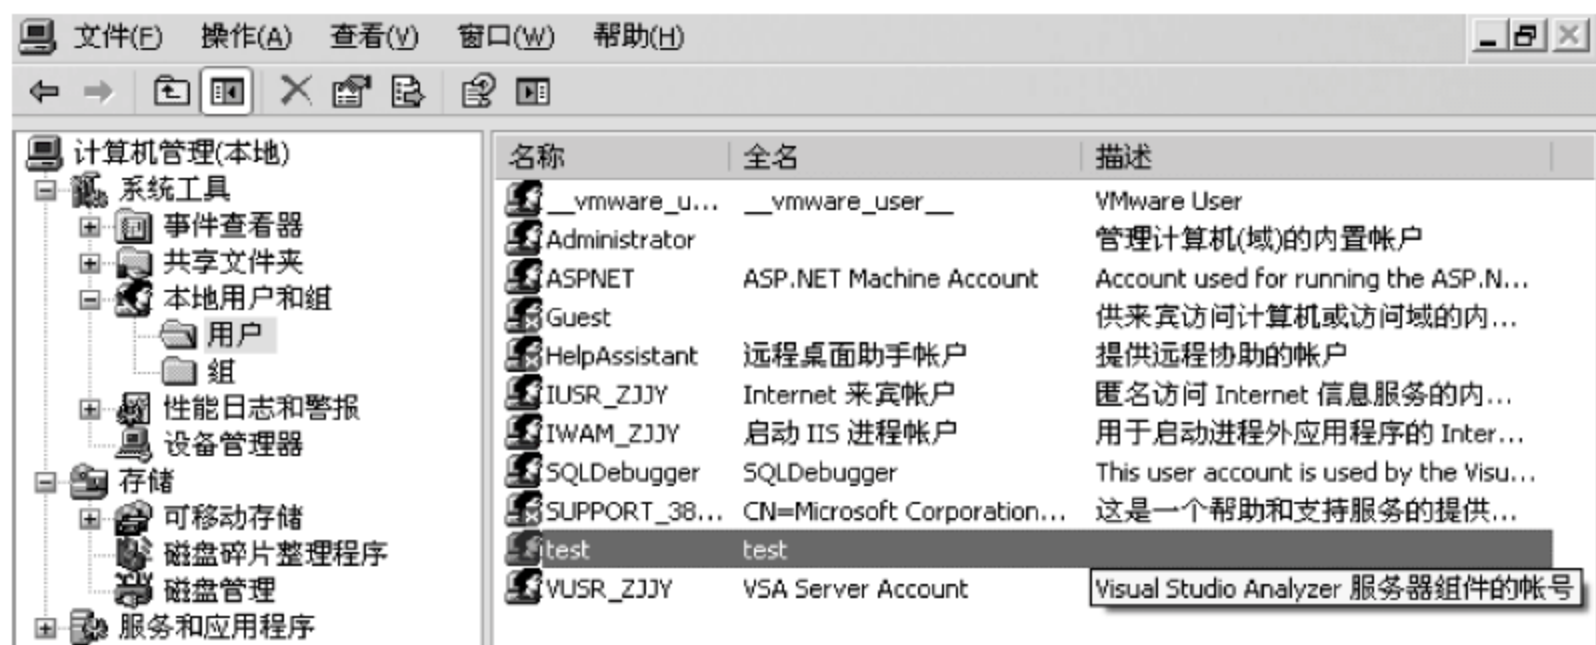 文件(F) 操作(A) 查看(V) 窗口(W) 帮助(H)
计算机管理(本地)
系统工具
事件查看器
共享文件夹
本地用户和组
用户
组
性能日志和警报
设备管理器
存储
可移动存储
磁盘碎片整理程序
磁盘管理
服务和应用程序
名称 全名 描述
__vmware_u... __vmware_user__ VMware User
Administrator 管理计算机(域)的内置帐户
ASPNET ASP.NET Machine Account Account used for running the ASP.N...
Guest 供来宾访问计算机或访问域的内...
HelpAssistant 远程桌面助手帐户 提供远程协助的帐户
IUSR_ZJJY Internet 来宾帐户 匿名访问 Internet 信息服务的内...
IWAM_ZJJY 启动 IIS 进程帐户 用于启动进程外应用程序的 Inter...
SQLDebugger SQLDebugger This user account is used by the Visu...
SUPPORT_38... CN=Microsoft Corporation... 这是一个帮助和支持服务的提供...
test test
VUSR_ZJJY VSA Server Account Visual Studio Analyzer 服务器组件的帐号